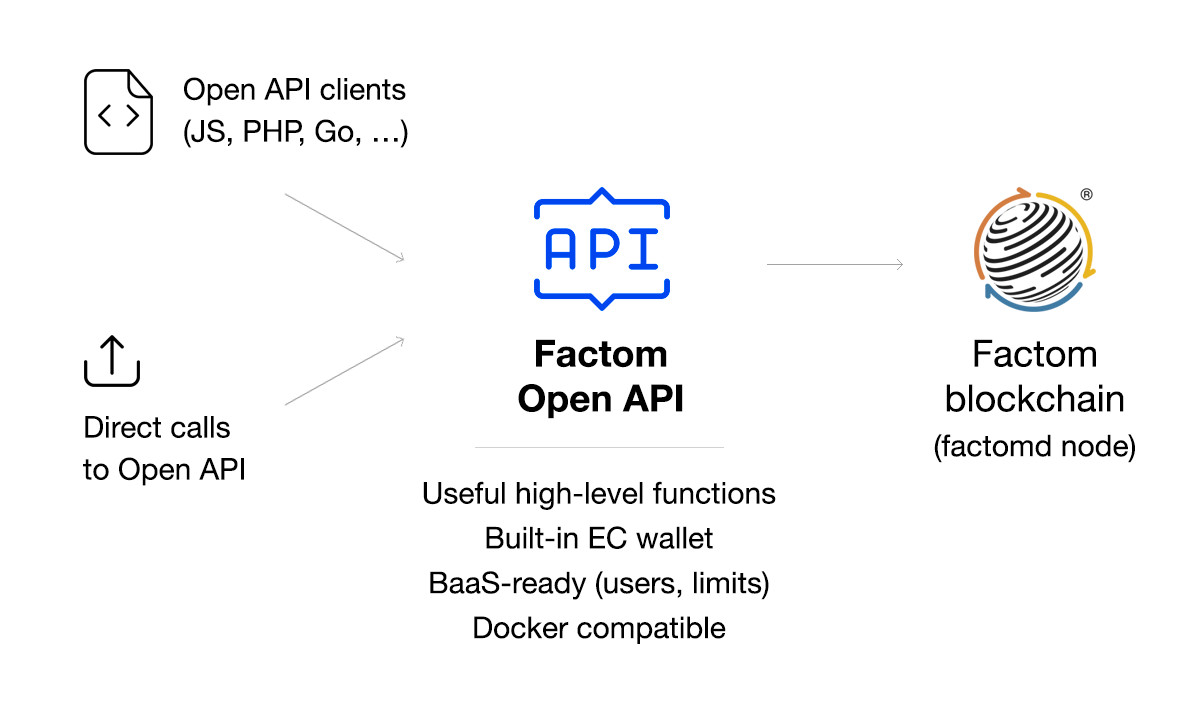 Open API clients
(JS, PHP, Go, ...)
Direct calls
to Open API
API
Factom
Open API
Useful high-level functions
Built-in EC wallet
BaaS-ready (users, limits)
Docker compatible
®
Factom
blockchain
(factomd node)